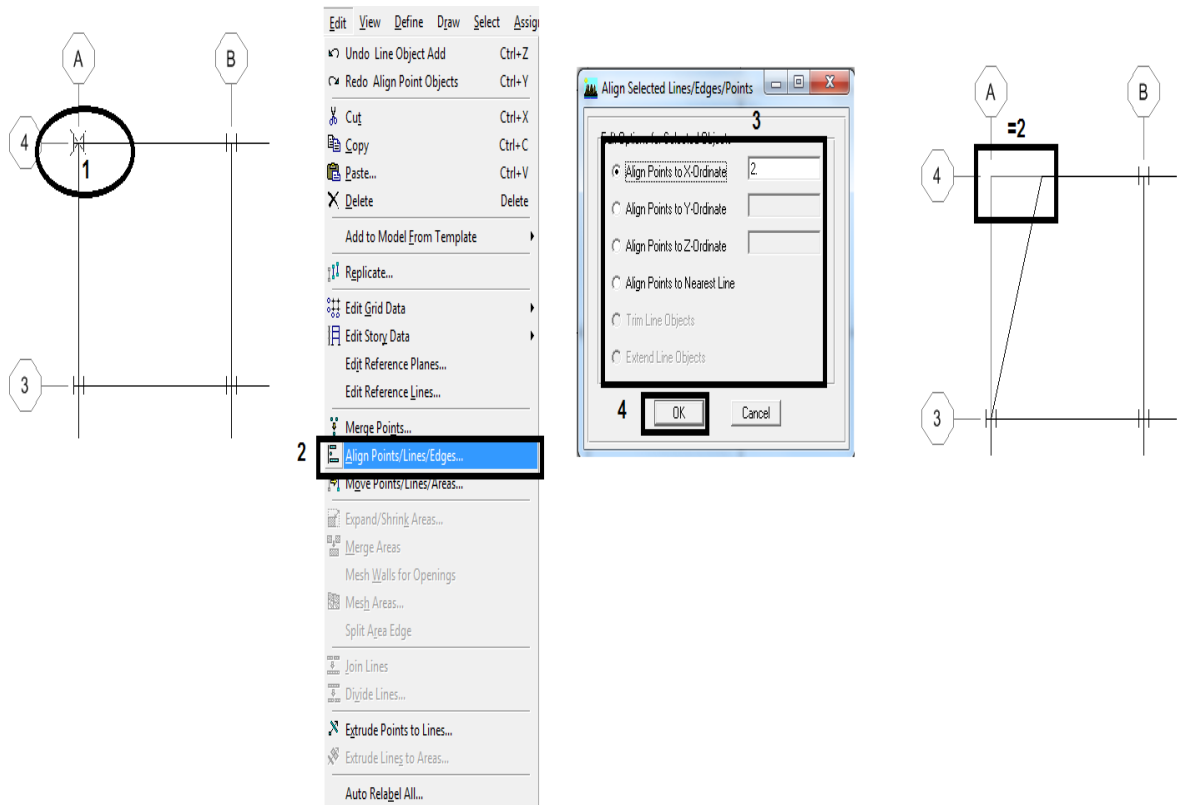 A
B
4
1
3
Edit View Define Draw Select Assig
Undo Line Object Add Ctrl+Z
Redo Align Point Objects Ctrl+Y
Cut Ctrl+X
Copy Ctrl+C
Paste... Ctrl+V
Delete Delete
Add to Model From Template
Replicate...
Edit Grid Data
Edit Story Data
Edit Reference Planes...
Edit Reference Lines...
Merge Points...
2
Align Points/Lines/Edges...
Move Points/Lines/Areas...
Expand/Shrink Areas...
Merge Areas
Mesh Walls for Openings
Mesh Areas...
Split Area Edge
Join Lines
Divide Lines...
Extrude Points to Lines...
Extrude Lines to Areas...
Auto Relabel All...
Align Selected Lines/Edges/Points
3
Edit Options for Selected Objects
Align Points to X-Ordinate 2.
Align Points to Y-Ordinate
Align Points to Z-Ordinate
Align Points to Nearest Line
Trim Line Objects
Extend Line Objects
4
OK Cancel
A
B
=2
4
3